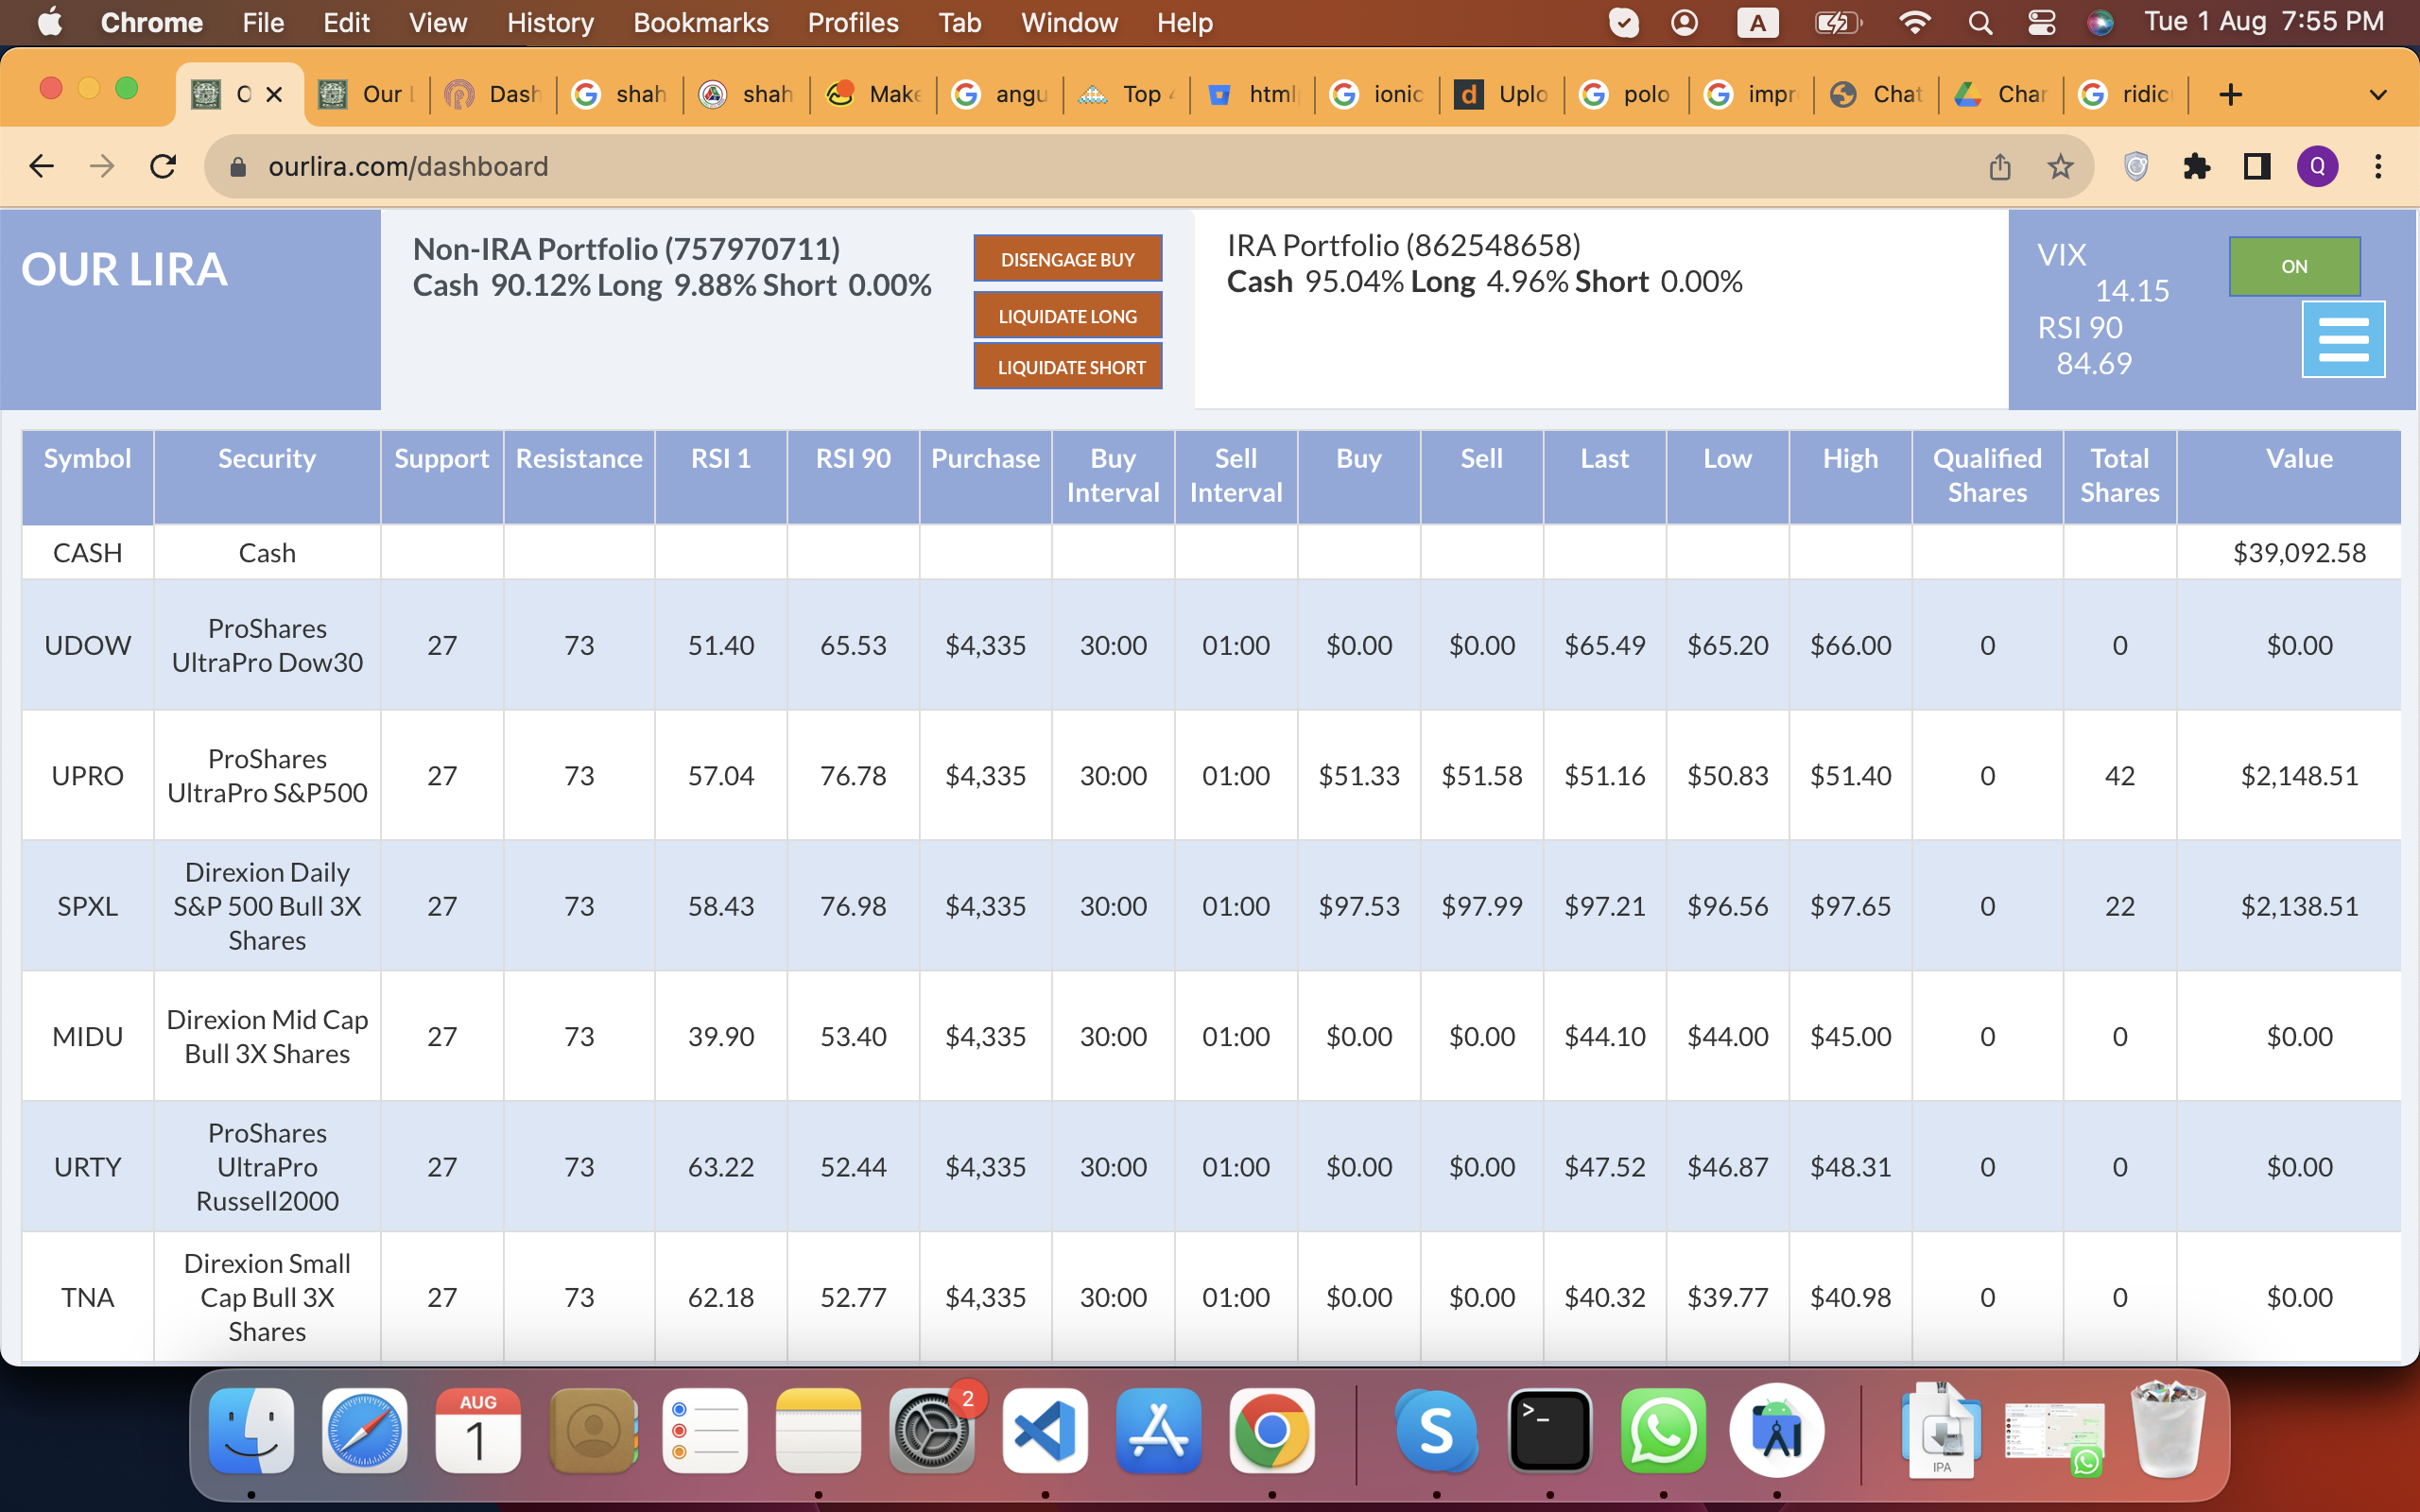 Chrome File Edit View History Bookmarks Profiles Tab Window Help A Tue 1 Aug 7:55 PM
O Our L Dash shah shah Make angu Top 4 html ionic d Uplo polo impr Chat Char ridic
ourlira.com/dashboard Q
OUR LIRA
Non-IRA Portfolio (757970711)
Cash 90.12% Long 9.88% Short 0.00%
DISENGAGE BUY
LIQUIDATE LONG
LIQUIDATE SHORT
IRA Portfolio (862548658)
Cash 95.04% Long 4.96% Short 0.00%
VIX
14.15
RSI 90
84.69
ON
Symbol Security Support Resistance RSI 1 RSI 90 Purchase Buy Interval Sell Interval Buy Sell Last Low High Qualified Shares Total Shares Value
CASH Cash $39,092.58
UDOW ProShares UltraPro Dow30 27 73 51.40 65.53 $4,335 30:00 01:00 $0.00 $0.00 $65.49 $65.20 $66.00 0 0 $0.00
UPRO ProShares UltraPro S&P500 27 73 57.04 76.78 $4,335 30:00 01:00 $51.33 $51.58 $51.16 $50.83 $51.40 0 42 $2,148.51
SPXL Direxion Daily S&P 500 Bull 3X Shares 27 73 58.43 76.98 $4,335 30:00 01:00 $97.53 $97.99 $97.21 $96.56 $97.65 0 22 $2,138.51
MIDU Direxion Mid Cap Bull 3X Shares 27 73 39.90 53.40 $4,335 30:00 01:00 $0.00 $0.00 $44.10 $44.00 $45.00 0 0 $0.00
URTY ProShares UltraPro Russell2000 27 73 63.22 52.44 $4,335 30:00 01:00 $0.00 $0.00 $47.52 $46.87 $48.31 0 0 $0.00
TNA Direxion Small Cap Bull 3X Shares 27 73 62.18 52.77 $4,335 30:00 01:00 $0.00 $0.00 $40.32 $39.77 $40.98 0 0 $0.00
AUG
1
2
S
>_
IPA